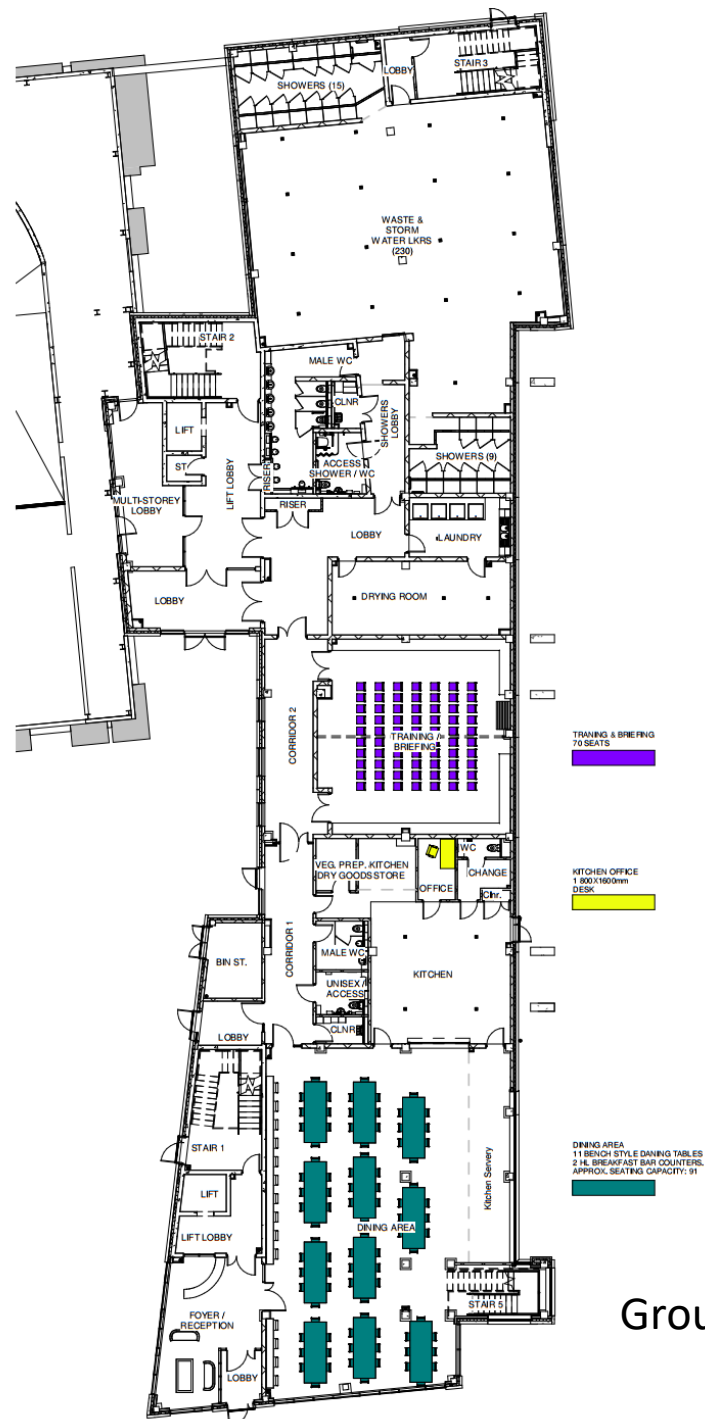 LOBBY
STAIR 3
SHOWERS (15)
WASTE &
STORM
WATER LKRS
(230)
STAIR 2
MALE WC
CLNR
LIFT
SHOWERS
LOBBY
SHOWERS (9)
ST
ACCESS
SHOWER / WC
LIFT LOBBY
RISER
MULTI-STOREY
LOBBY
RISER
LOBBY
LAUNDRY
LOBBY
DRYING ROOM
CORRIDOR 2
TRAINING /
BRIEFING
TRANING & BRIEFING
70 SEATS
VEG. PREP. KITCHEN
DRY GOODS STORE
WC
OFFICE
CHANGE
Clnr.
KITCHEN OFFICE
1 800X1600mm
DESK
CORRIDOR 1
BIN ST.
MALE WC
KITCHEN
UNISEX /
ACCESS
CLNR
LOBBY
STAIR 1
LIFT
LIFT LOBBY
DINING AREA
Kitchen Servery
DINING AREA
11 BENCH STYLE DANING TABLES
2 HL BREAKFAST BAR COUNTERS.
APPROX. SEATING CAPACITY: 91
FOYER /
RECEPTION
STAIR 5
LOBBY
Grou